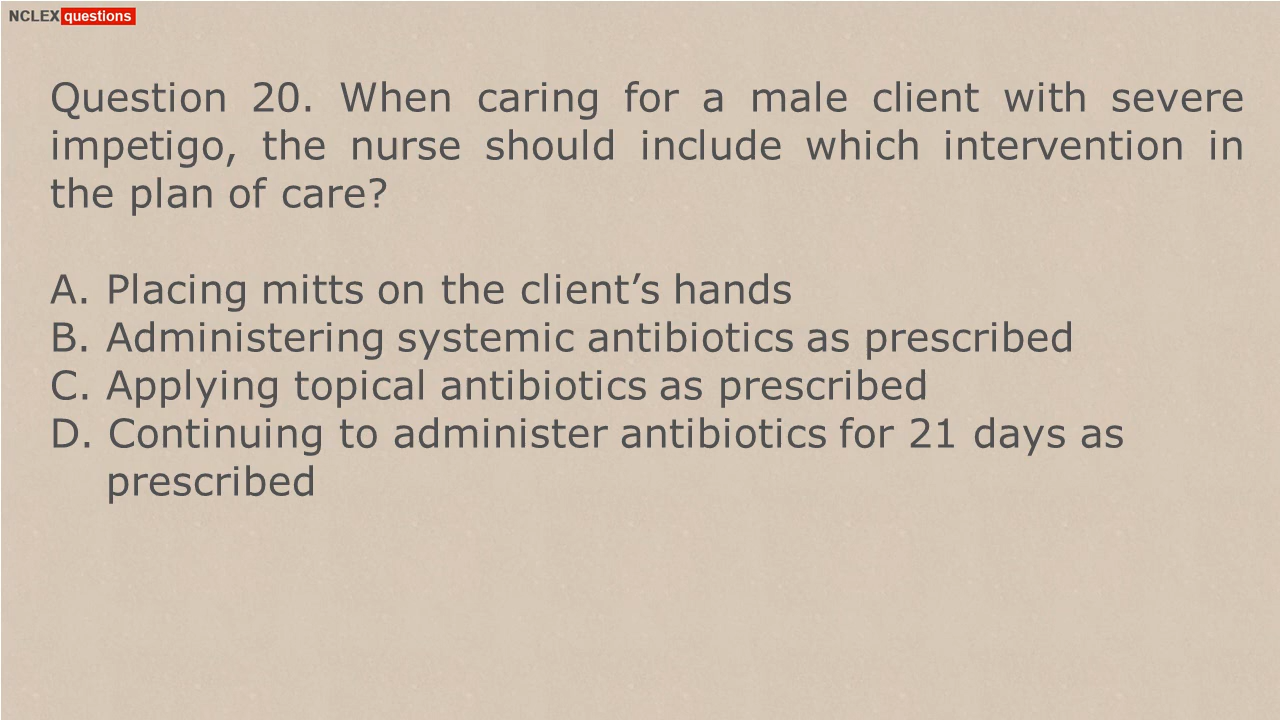 NCLEX questions
Question 20. When caring for a male client with severe
impetigo, the nurse should include which intervention in
the plan of care?
A. Placing mitts on the client’s hands
B. Administering systemic antibiotics as prescribed
C. Applying topical antibiotics as prescribed
D. Continuing to administer antibiotics for 21 days as
prescribed